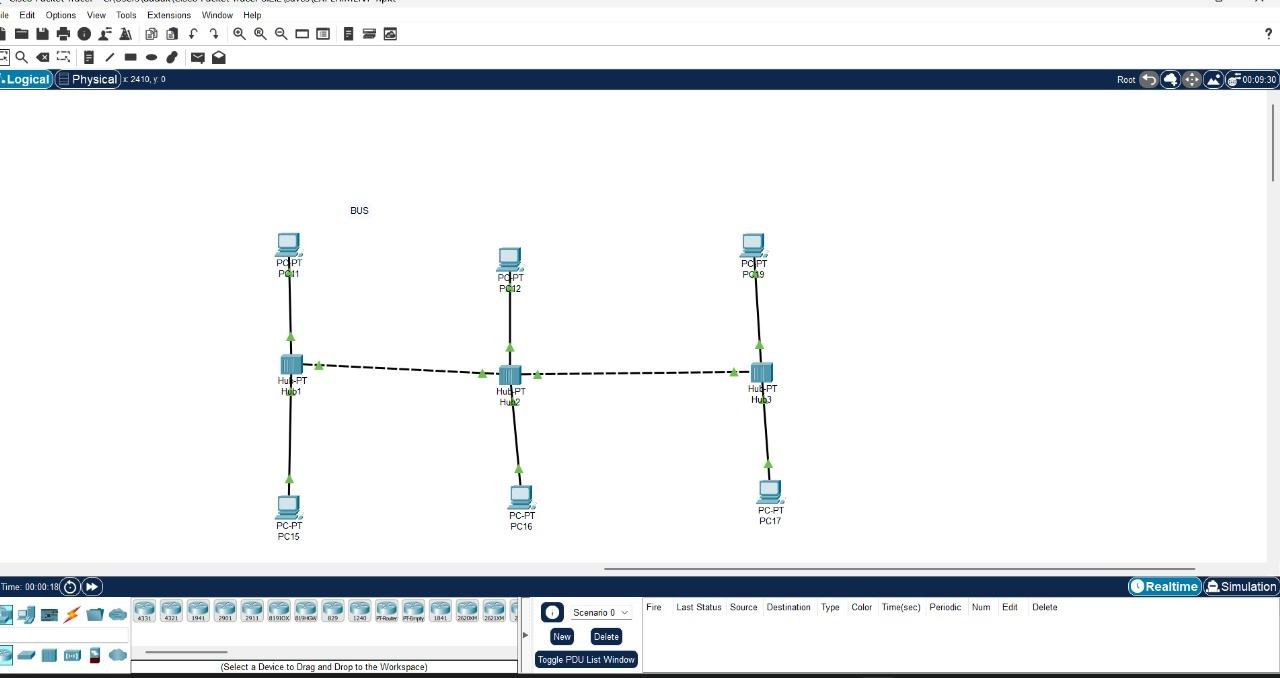 Edit Options View Tools Extensions Window Help
?
Logical Physical x: 2410, y: 0 Root 00:09:30
BUS
PC-PT
PC11
PC-PT
PC12
PC-PT
PC19
Hub-PT
Hub1
Hub-PT
Hub2
Hub-PT
Hub3
PC-PT
PC15
PC-PT
PC16
PC-PT
PC17
Time: 00:00:18 Realtime Simulation
4331 4321 1941 2901 2911 819IOX 819HGW 829 1240 PT-Router PT-Empty 1841 2620XM 2621XM
(Select a Device to Drag and Drop to the Workspace)
Scenario 0
New Delete
Toggle PDU List Window
Fire Last Status Source Destination Type Color Time(sec) Periodic Num Edit Delete